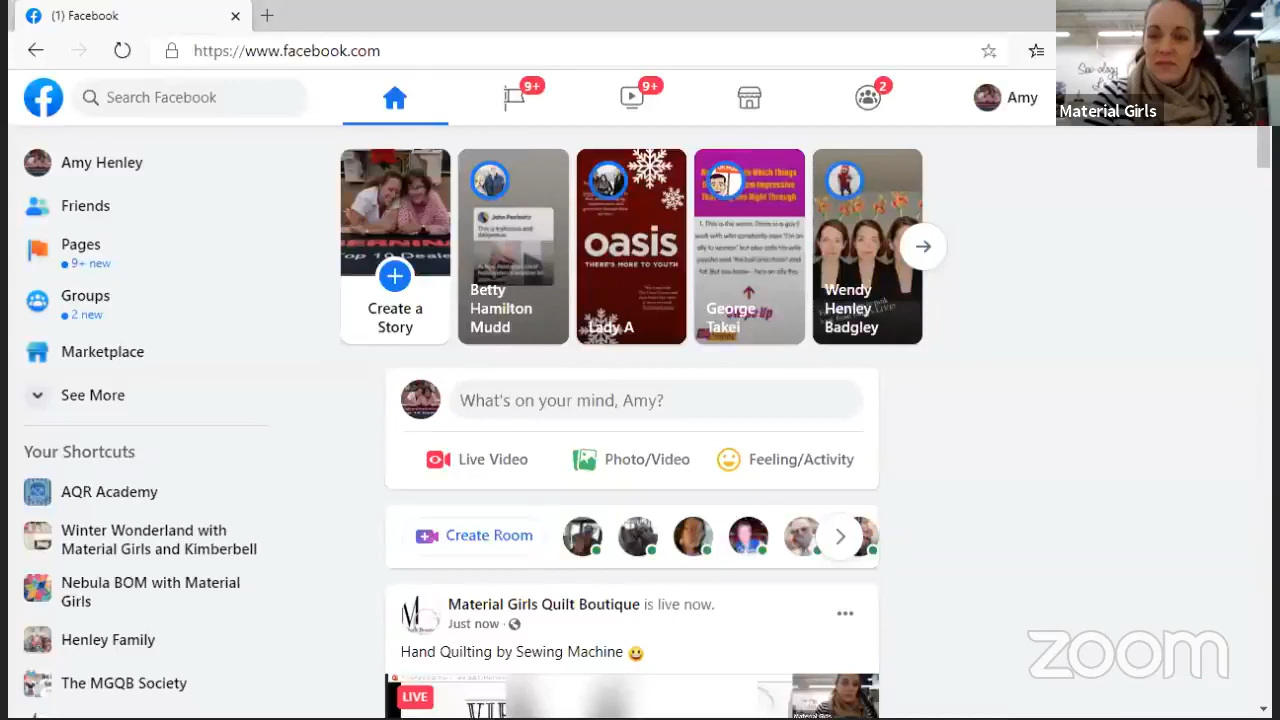 (1) Facebook
https://www.facebook.com
Search Facebook
9+
9+
2
Amy
Material Girls
Amy Henley
Friends
Pages
9+ new
Groups
2 new
Marketplace
See More
Your Shortcuts
AQR Academy
Winter Wonderland with
Material Girls and Kimberbell
Nebula BOM with Material
Girls
Henley Family
The MGQB Society
Create a
Story
Betty
Hamilton
Mudd
oasis
THERE'S MORE TO YOUTH
Lady A
George
Takei
Wendy
Henley
Badgley
What's on your mind, Amy?
Live Video
Photo/Video
Feeling/Activity
Create Room
Material Girls Quilt Boutique is live now.
Just now ·
Hand Quilting by Sewing Machine 😀
LIVE
zoom